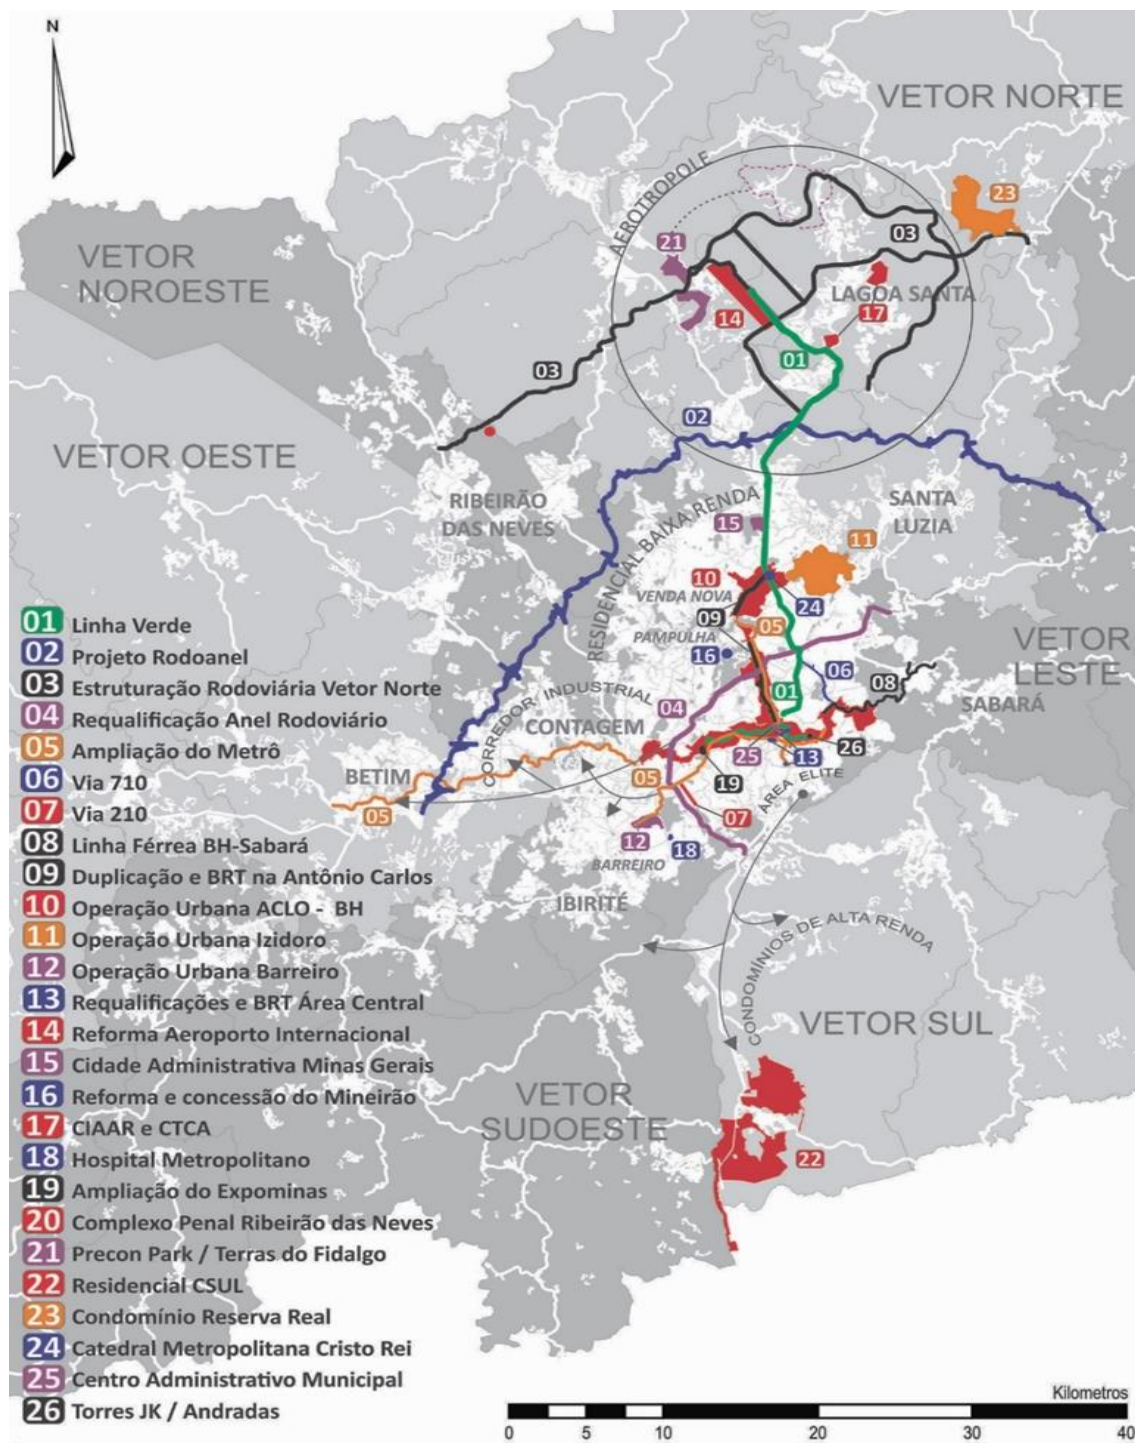 N
VETOR NORTE
AEROTROPOLE
23
21
03
VETOR
NOROESTE
LAGOA SANTA
14
17
01
03
02
VETOR OESTE
RIBEIRÃO
DAS NEVES
RESIDENCIAL BAIXA RENDA
SANTA
LUZIA
15
11
10
VENDA NOVA
24
09
05
PAMPULHA
16
06
VETOR
LESTE
08
SABARÁ
01
04
CORREDOR INDUSTRIAL
CONTAGEM
25
13
26
BETIM
05
19
ÁREA ELITE
05
07
12
18
BARREIRO
IBIRITÉ
CONDOMÍNIOS DE ALTA RENDA
VETOR SUL
VETOR
SUDOESTE
22
01 Linha Verde
02 Projeto Rodoanel
03 Estruturação Rodoviária Vetor Norte
04 Requalificação Anel Rodoviário
05 Ampliação do Metrô
06 Via 710
07 Via 210
08 Linha Férrea BH-Sabará
09 Duplicação e BRT na Antônio Carlos
10 Operação Urbana ACLO - BH
11 Operação Urbana Izidoro
12 Operação Urbana Barreiro
13 Requalificações e BRT Área Central
14 Reforma Aeroporto Internacional
15 Cidade Administrativa Minas Gerais
16 Reforma e concessão do Mineirão
17 CIAAR e CTCA
18 Hospital Metropolitano
19 Ampliação do Expominas
20 Complexo Penal Ribeirão das Neves
21 Precon Park / Terras do Fidalgo
22 Residencial CSUL
23 Condomínio Reserva Real
24 Catedral Metropolitana Cristo Rei
25 Centro Administrativo Municipal
26 Torres JK / Andradas
Kilometros
0 5 10 20 30 40